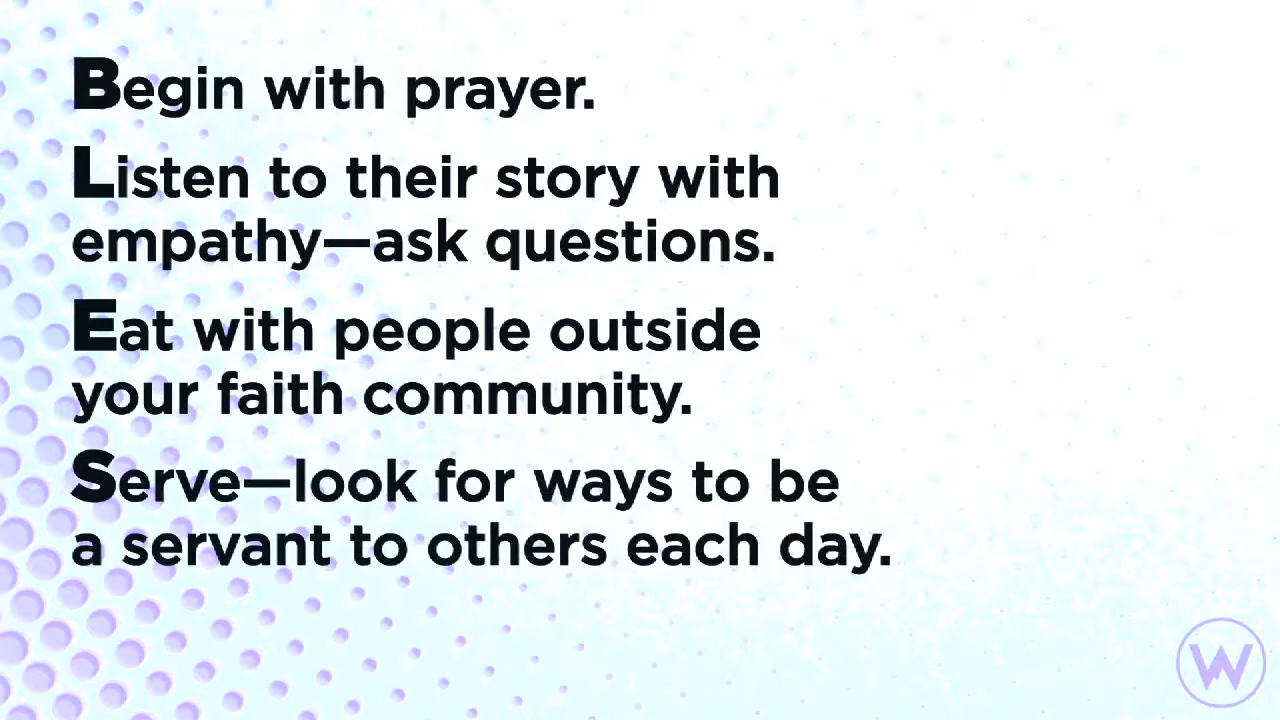 Begin with prayer.
Listen to their story with
empathy—ask questions.
Eat with people outside
your faith community.
Serve—look for ways to be
a servant to others each day.
W